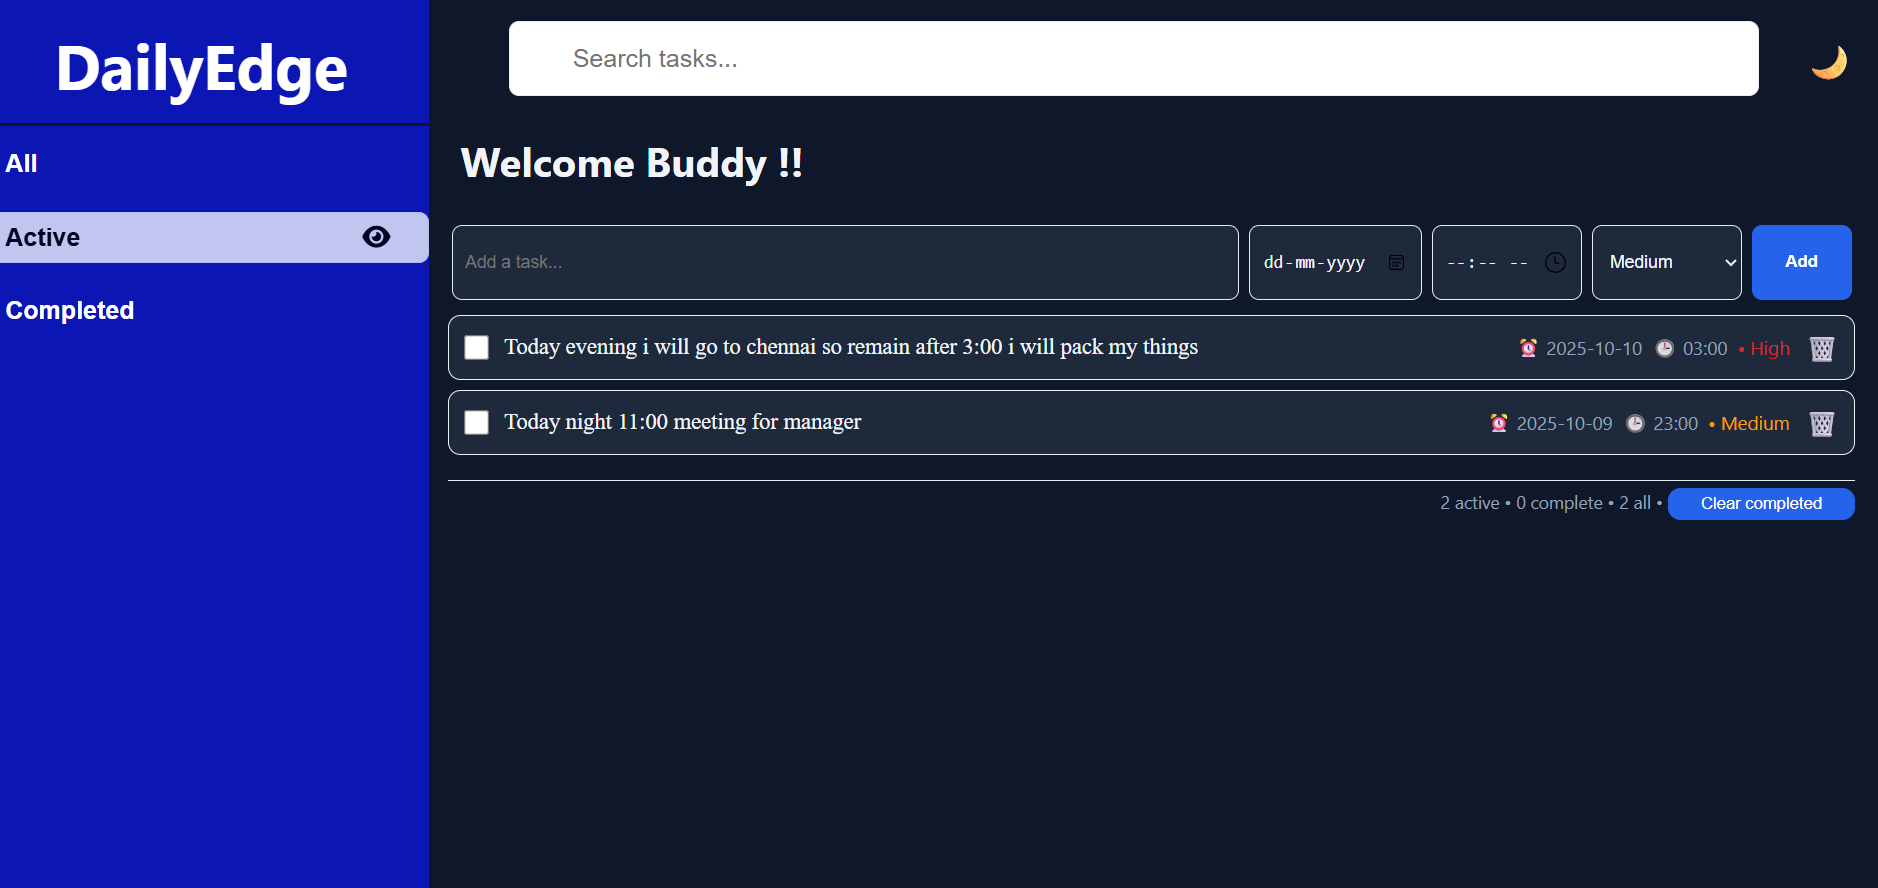 DailyEdge
All
Active
Completed
Search tasks...
Welcome Buddy !!
Add a task...
dd-mm-yyyy
--:-- --
Medium
Add
Today evening i will go to chennai so remain after 3:00 i will pack my things
2025-10-10 03:00 • High
Today night 11:00 meeting for manager
2025-10-09 23:00 • Medium
2 active • 0 complete • 2 all • Clear completed